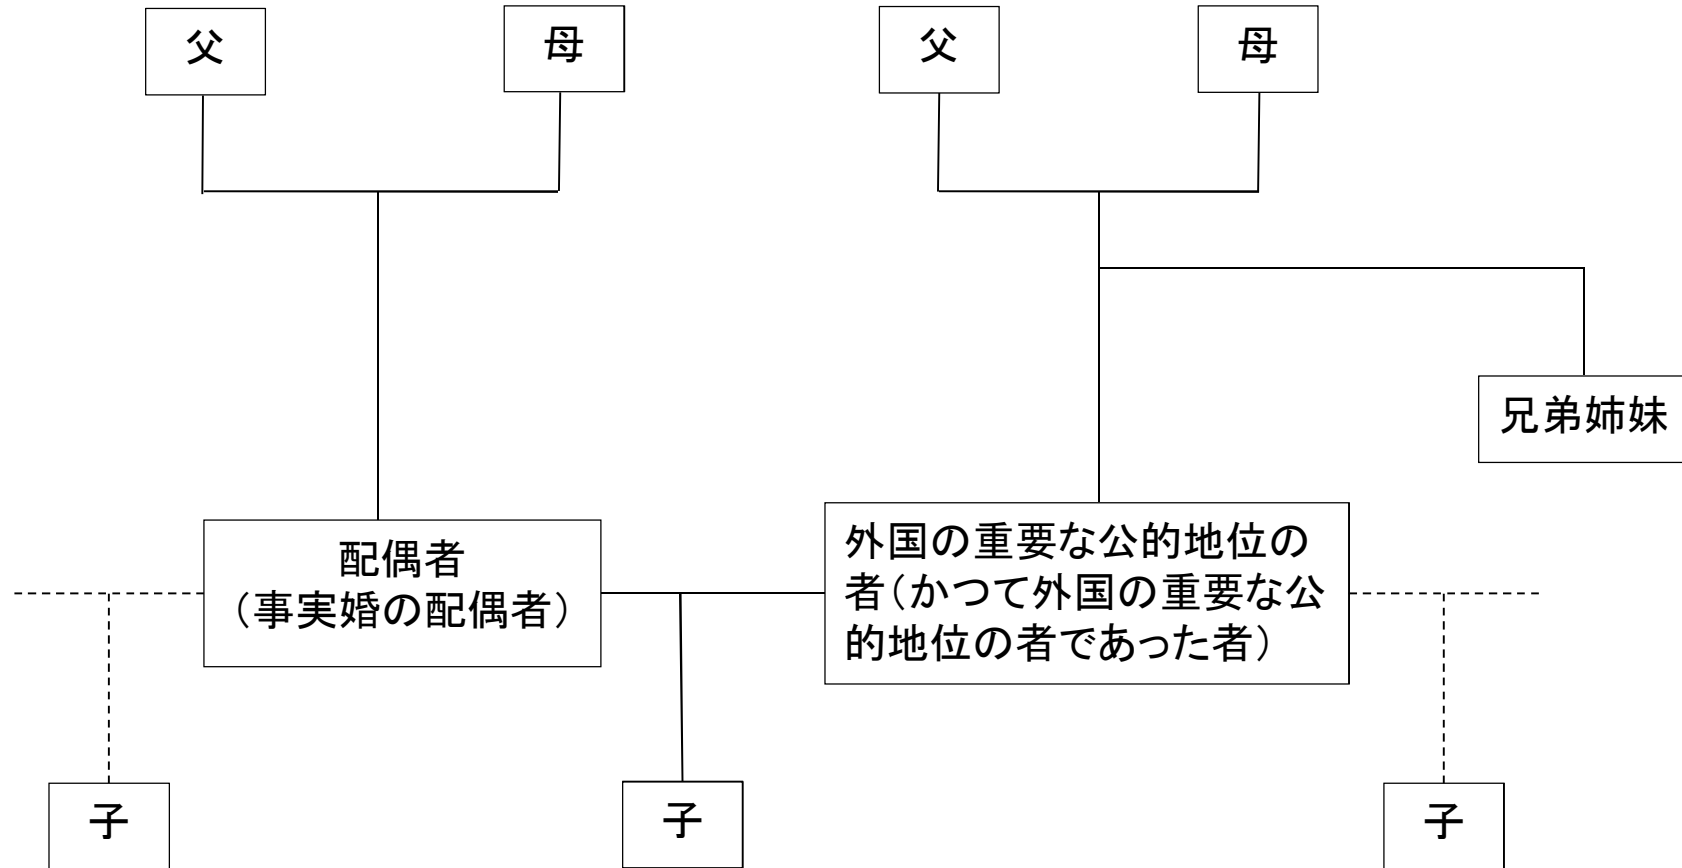 父
母
父
母
兄弟姉妹
配偶者
（事実婚の配偶者）
外国の重要な公的地位の
者（かつて外国の重要な公
的地位の者であった者）
子
子
子